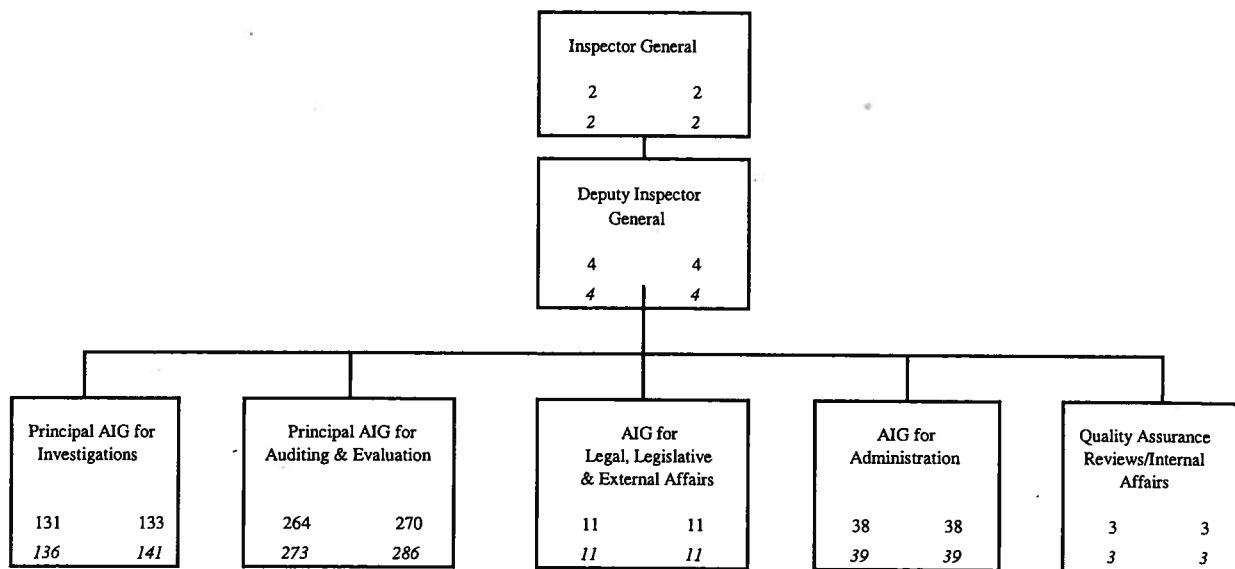 Inspector General
2 2
2 2
Deputy Inspector
General
4 4
4 4
Principal AIG for
Investigations
131 133
136 141
Principal AIG for
Auditing & Evaluation
264 270
273 286
AIG for
Legal, Legislative
& External Affairs
11 11
11 11
AIG for
Administration
38 38
39 39
Quality Assurance
Reviews/Internal
Affairs
3 3
3 3